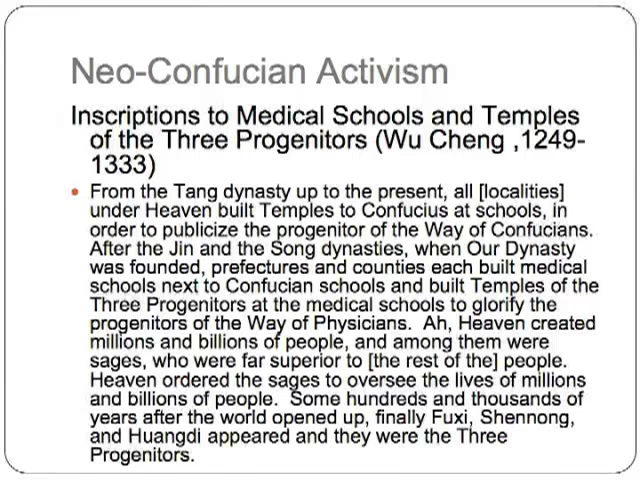 Neo-Confucian Activism
Inscriptions to Medical Schools and Temples
of the Three Progenitors (Wu Cheng ,1249-
1333)
• From the Tang dynasty up to the present, all [localities]
under Heaven built Temples to Confucius at schools, in
order to publicize the progenitor of the Way of Confucians.
After the Jin and the Song dynasties, when Our Dynasty
was founded, prefectures and counties each built medical
schools next to Confucian schools and built Temples of the
Three Progenitors at the medical schools to glorify the
progenitors of the Way of Physicians.  Ah, Heaven created
millions and billions of people, and among them were
sages, who were far superior to [the rest of the] people.
Heaven ordered the sages to oversee the lives of millions
and billions of people.  Some hundreds and thousands of
years after the world opened up, finally Fuxi, Shennong,
and Huangdi appeared and they were the Three
Progenitors.